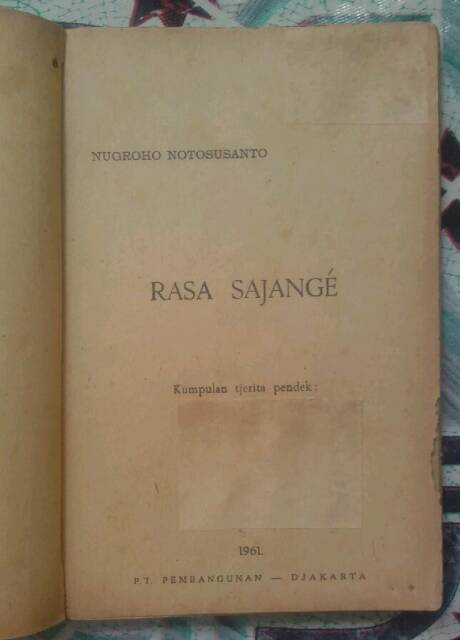 NUGROHO NOTOSUSANTO
RASA SAJANGÉ
Kumpulan tjerita pendek:
1961.
P.T. PEMBANGUNAN — DJAKARTA